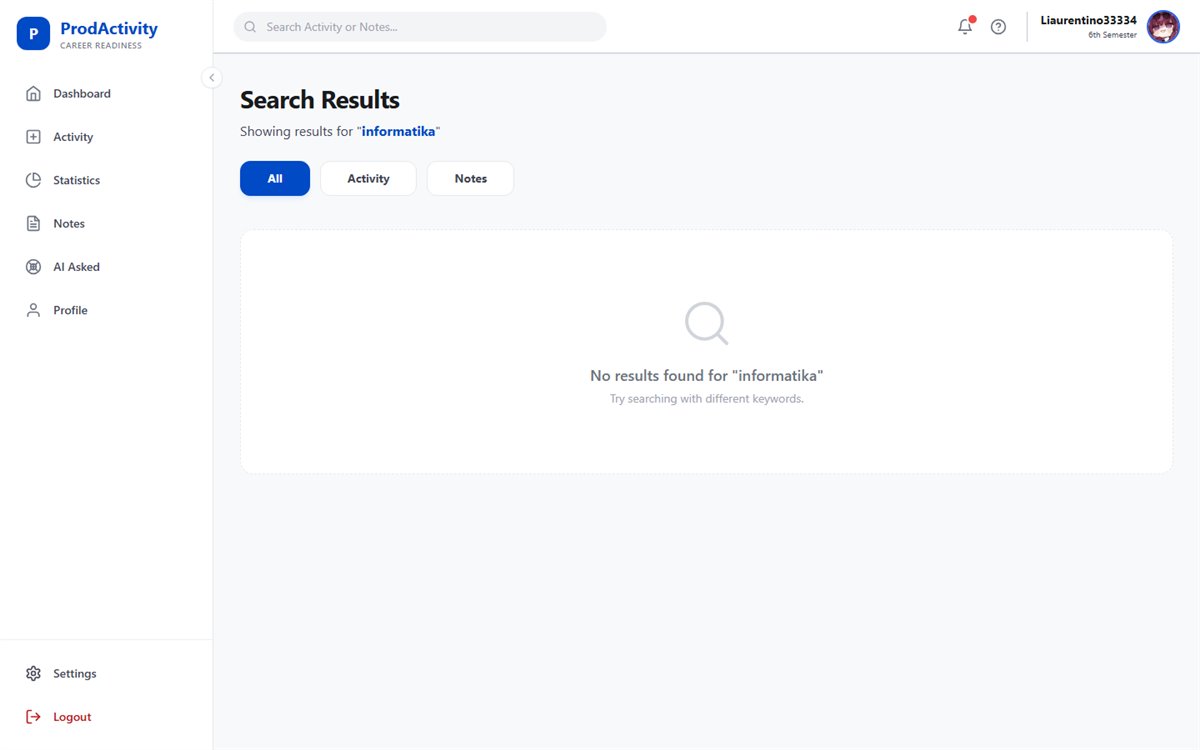 P
ProdActivity
CAREER READINESS
Dashboard
Activity
Statistics
Notes
AI Asked
Profile
Settings
Logout
Search Activity or Notes...
Liaurentino33334
6th Semester
Search Results
Showing results for "informatika"
All
Activity
Notes
No results found for "informatika"
Try searching with different keywords.